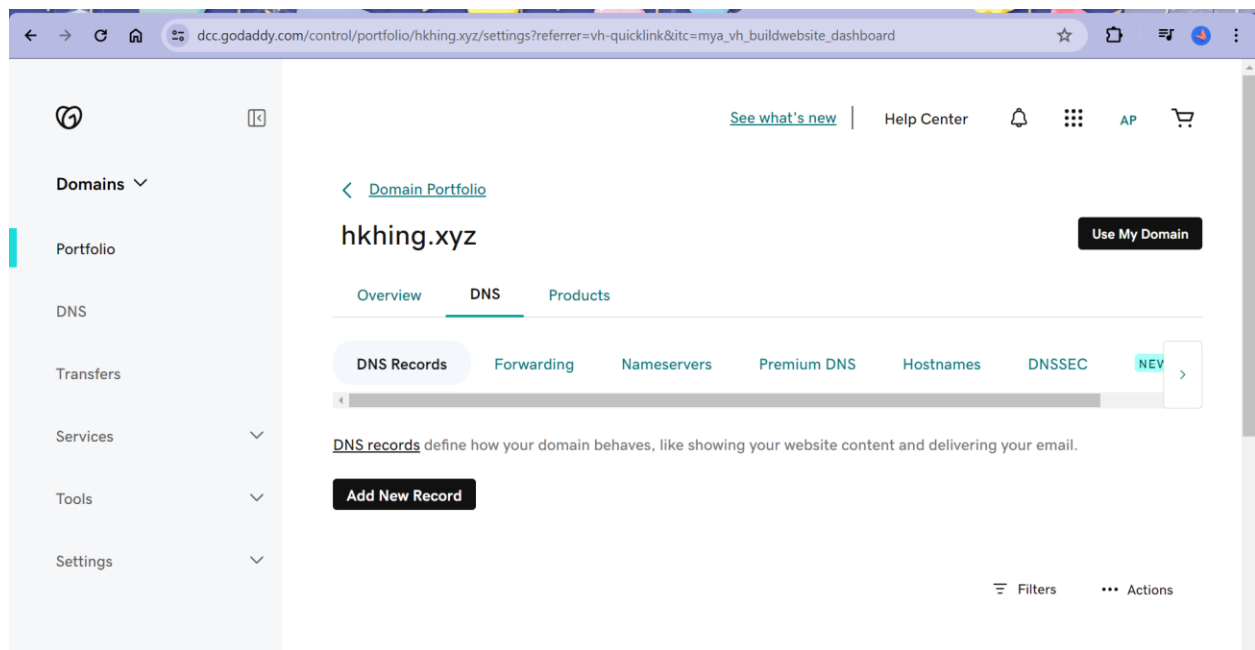 dcc.godaddy.com/control/portfolio/hkhing.xyz/settings?referrer=vh-quicklink&itc=mya_vh_buildwebsite_dashboard
See what's new
Help Center
AP
Domains
Portfolio
DNS
Transfers
Services
Tools
Settings
Domain Portfolio
hkhing.xyz
Use My Domain
Overview DNS Products
DNS Records Forwarding Nameservers Premium DNS Hostnames DNSSEC
DNS records define how your domain behaves, like showing your website content and delivering your email.
Add New Record
Filters
Actions